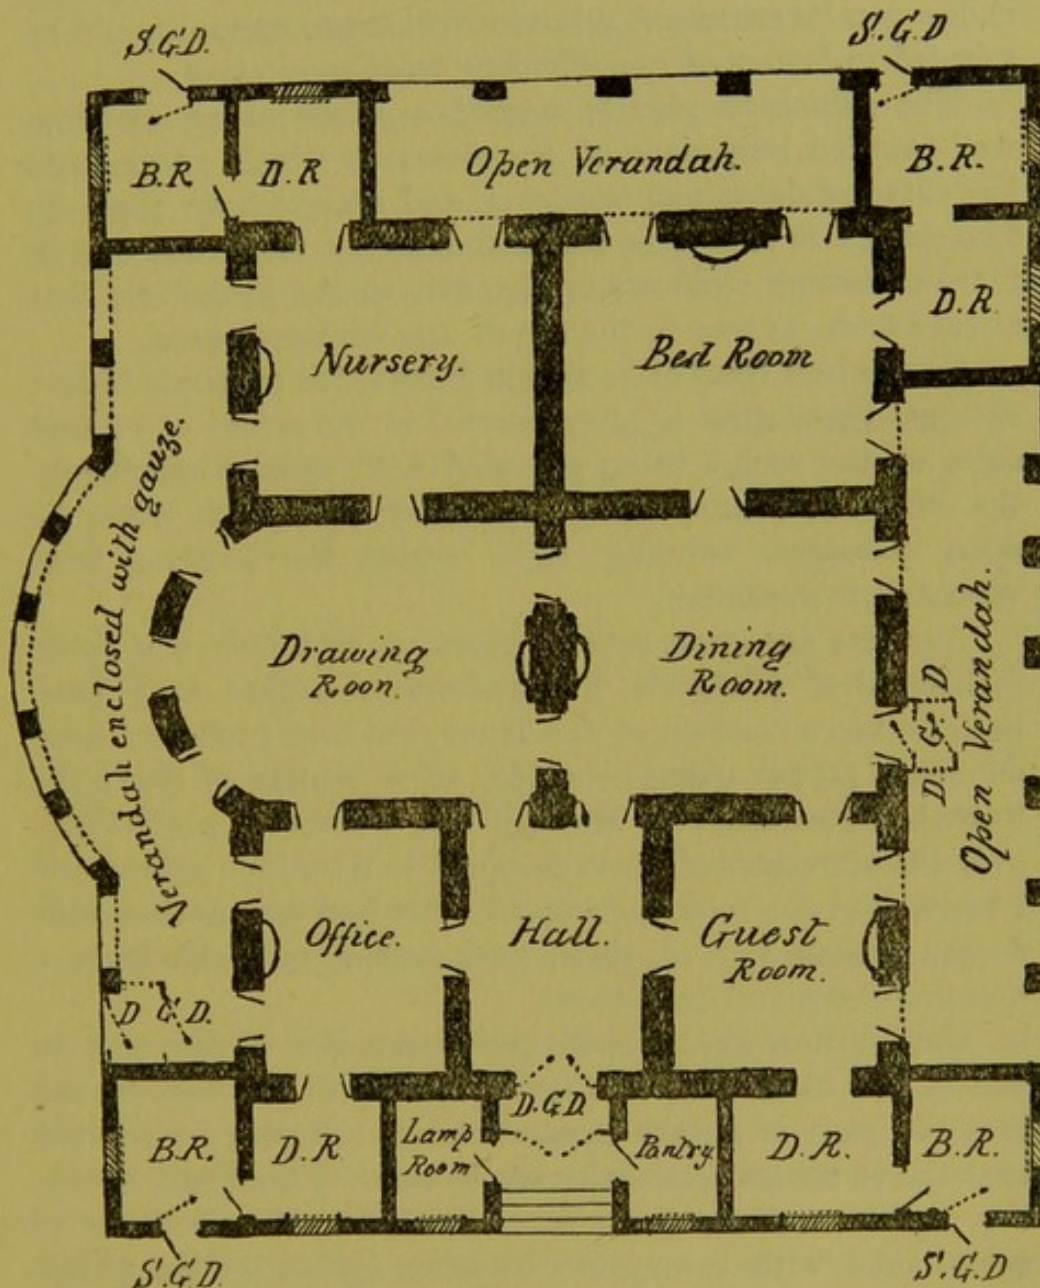 S.G.D.
S.G.D
B.R
D.R
Open Verandah.
B.R.
D.R.
Nursery.
Best Room
Verandah enclosed with gauze.
Drawing
Roon.
Dining
Room.
D.G.D
Open Verandah.
Office.
Hall.
Guest
Room.
D G D.
B.R.
D.R
Lamp
Room
D.G.D.
Pantry.
D.R.
B.R.
S.G.D.
S.G.D